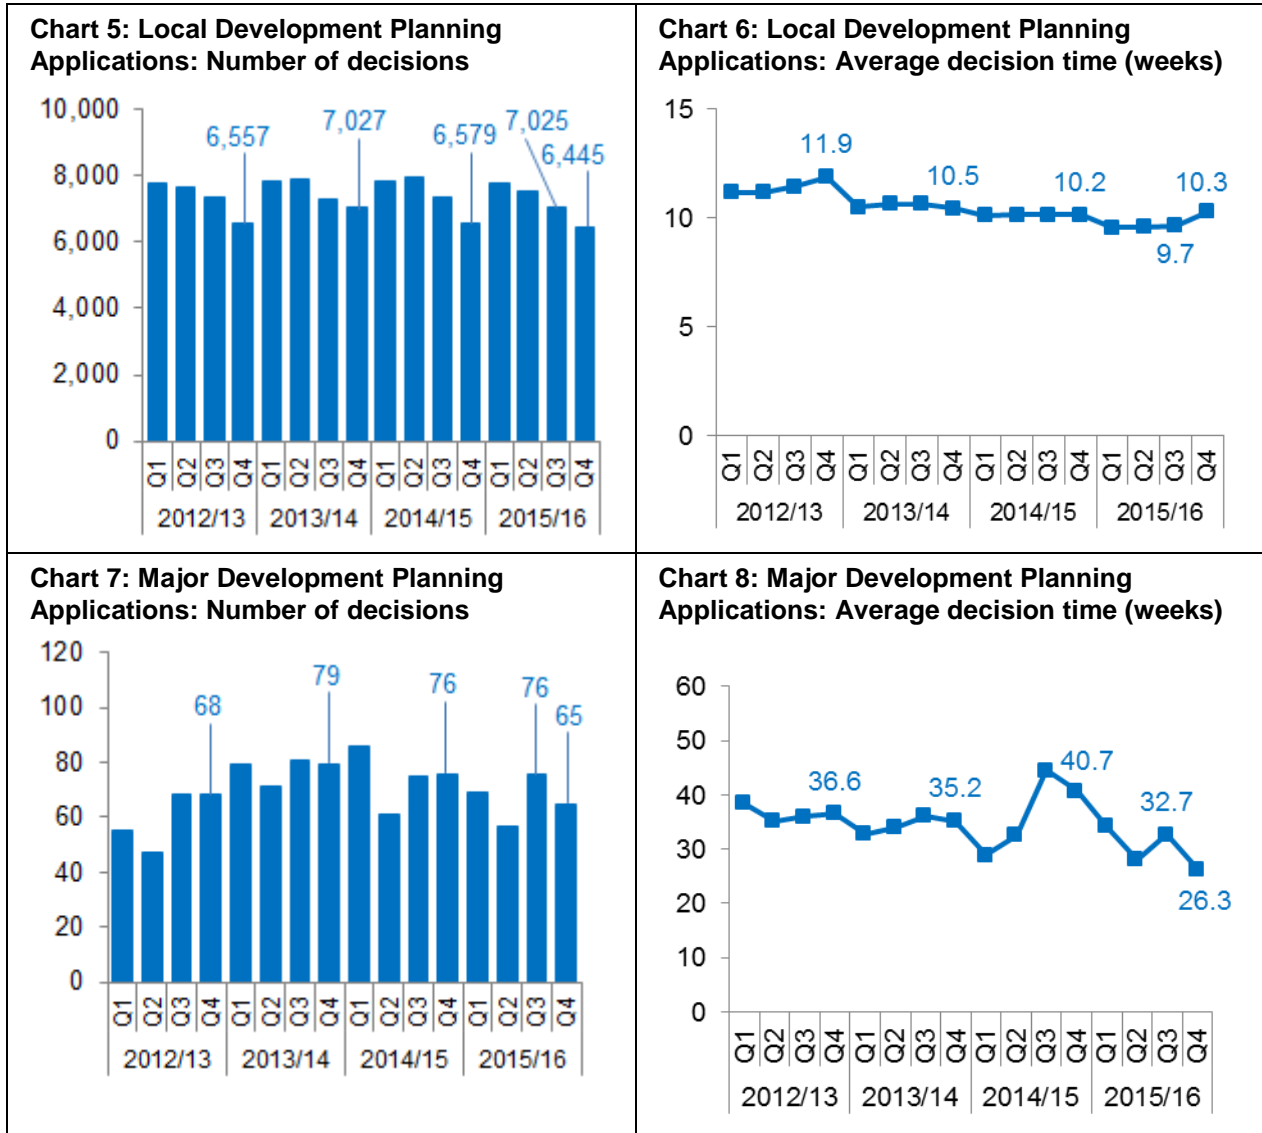 Chart 5: Local Development Planning
Applications: Number of decisions
10,000
8,000
6,000
4,000
2,000
0
6,557
7,027
6,579
7,025
6,445
Q1 Q2 Q3 Q4 Q1 Q2 Q3 Q4 Q1 Q2 Q3 Q4 Q1 Q2 Q3 Q4
2012/13 2013/14 2014/15 2015/16
Chart 6: Local Development Planning
Applications: Average decision time (weeks)
15
10
5
0
11.9
10.5
10.2
9.7
10.3
Q1 Q2 Q3 Q4 Q1 Q2 Q3 Q4 Q1 Q2 Q3 Q4 Q1 Q2 Q3 Q4
2012/13 2013/14 2014/15 2015/16
Chart 7: Major Development Planning
Applications: Number of decisions
120
100
80
60
40
20
0
68
79
76
76
65
Q1 Q2 Q3 Q4 Q1 Q2 Q3 Q4 Q1 Q2 Q3 Q4 Q1 Q2 Q3 Q4
2012/13 2013/14 2014/15 2015/16
Chart 8: Major Development Planning
Applications: Average decision time (weeks)
60
50
40
30
20
10
0
36.6
35.2
40.7
32.7
26.3
Q1 Q2 Q3 Q4 Q1 Q2 Q3 Q4 Q1 Q2 Q3 Q4 Q1 Q2 Q3 Q4
2012/13 2013/14 2014/15 2015/16